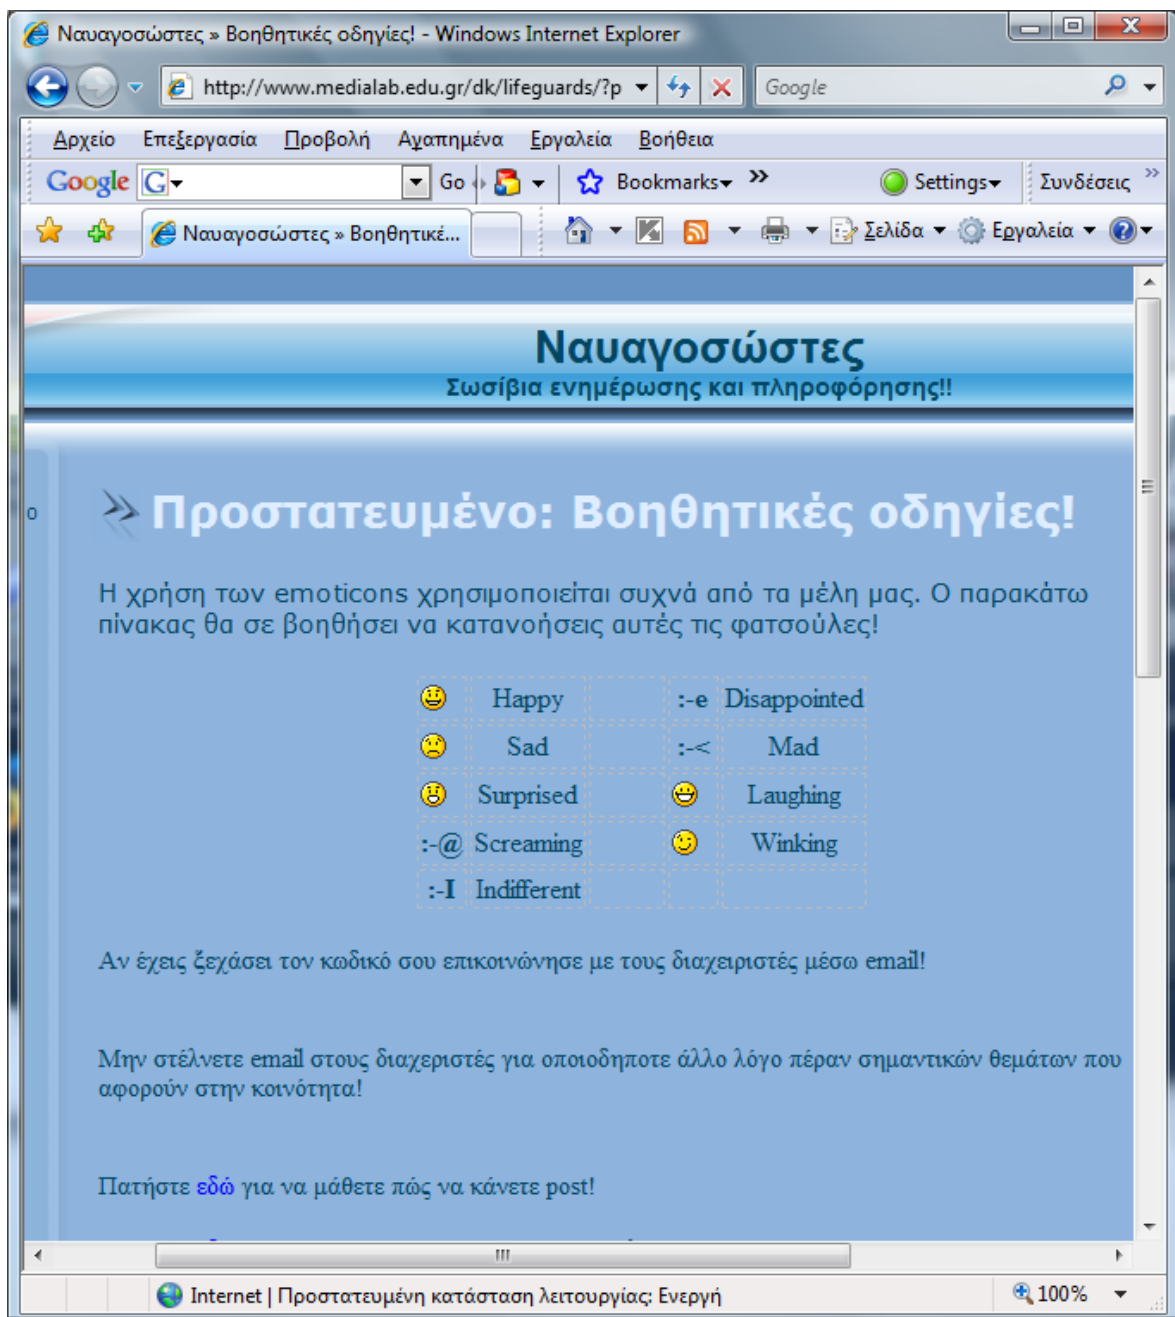 Ναυαγοσώστες » Βοηθητικές οδηγίες! - Windows Internet Explorer
http://www.medialab.edu.gr/dk/lifeguards/?p
Google
Αρχείο Επεξεργασία Προβολή Αγαπημένα Εργαλεία Βοήθεια
Google G Go Bookmarks Settings Συνδέσεις
Ναυαγοσώστες » Βοηθητικέ... Σελίδα Εργαλεία
Ναυαγοσώστες
Σωσίβια ενημέρωσης και πληροφόρησης!!
ο
Προστατευμένο: Βοηθητικές οδηγίες!
Η χρήση των emoticons χρησιμοποιείται συχνά από τα μέλη μας. Ο παρακάτω
πίνακας θα σε βοηθήσει να κατανοήσεις αυτές τις φατσούλες!
Happy :-e Disappointed
Sad :-< Mad
Surprised Laughing
:-@ Screaming Winking
:-I Indifferent
Αν έχεις ξεχάσει τον κωδικό σου επικοινώνησε με τους διαχειριστές μέσω email!
Μην στέλνετε email στους διαχεριστές για οποιοδηποτε άλλο λόγο πέραν σημαντικών θεμάτων που
αφορούν στην κοινότητα!
Πατήστε εδώ για να μάθετε πώς να κάνετε post!
Internet | Προστατευμένη κατάσταση λειτουργίας: Ενεργή 100%